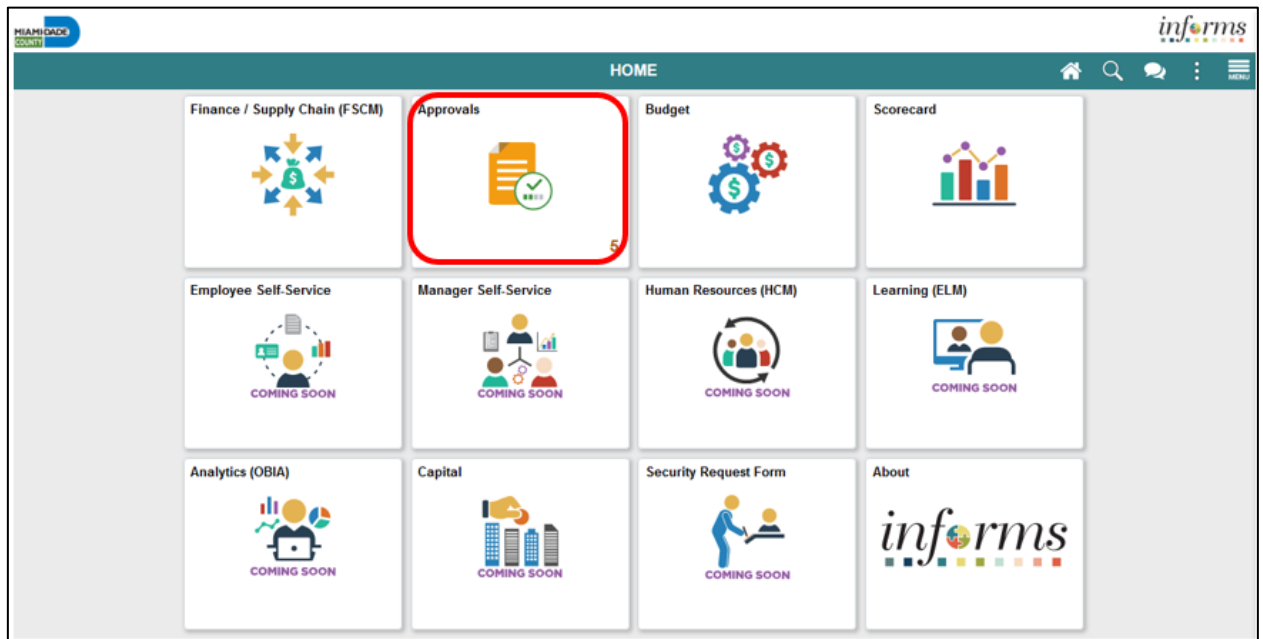 MIAMI-DADE
COUNTY
informs
HOME
MENU
Finance / Supply Chain (FSCM)
Approvals
Budget
Scorecard
$
$
$
$
5
Employee Self-Service
Manager Self-Service
Human Resources (HCM)
Learning (ELM)
COMING SOON
COMING SOON
COMING SOON
COMING SOON
Analytics (OBIA)
Capital
Security Request Form
About
informs
COMING SOON
COMING SOON
COMING SOON